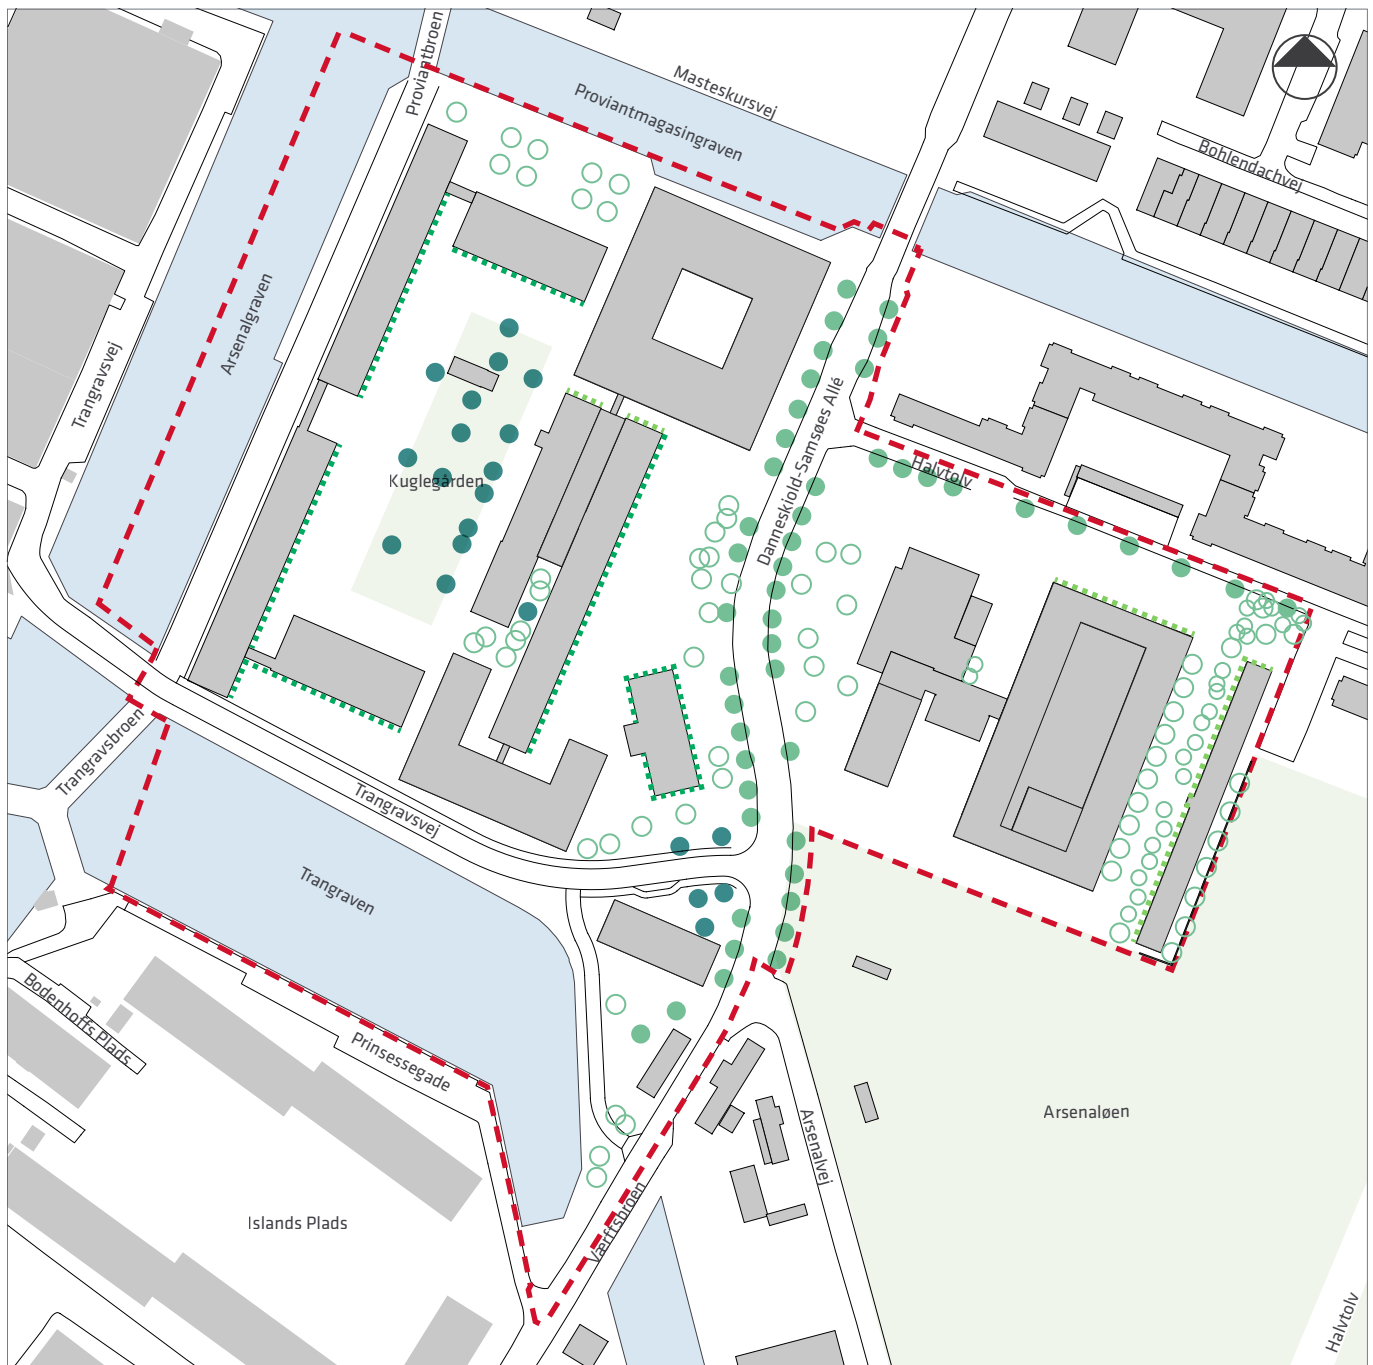 Proviantbroen
Masteskursvej
Proviantmagasingraven
Bohlendachvej
Arsenalgraven
Trangravsvej
Danneskiold-Samsøes Allé
Halvtolv
Kuglegården
Trangravsbroen
Trangravsvej
Trangraven
Bodenhoffs Plads
Prinsessegade
Arsenaløen
Arsenalvej
Islands Plads
Værftsbroen
Halvtolv